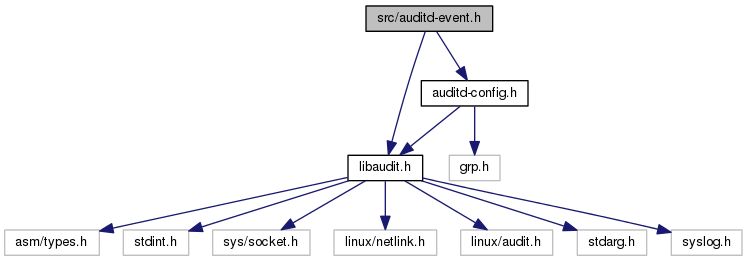 src/auditd-event.h
auditd-config.h
libaudit.h
grp.h
asm/types.h
stdint.h
sys/socket.h
linux/netlink.h
linux/audit.h
stdarg.h
syslog.h